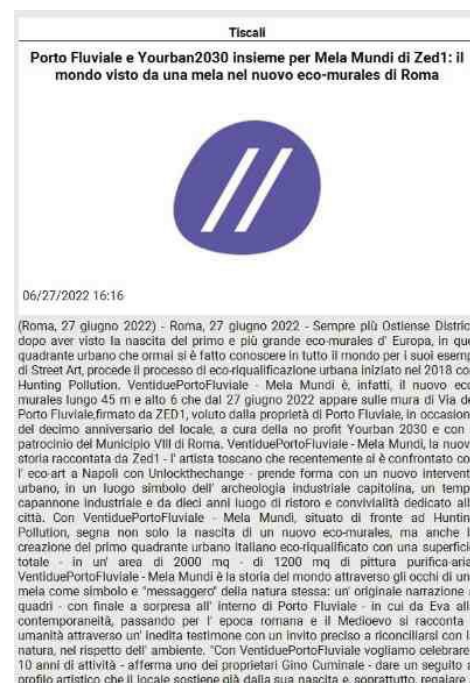 Tiscali
Porto Fluviale e Yourban2030 insieme per Mela Mundi di Zed1: il
mondo visto da una mela nel nuovo eco-murales di Roma
06/27/2022 16:16
(Roma, 27 giugno 2022) - Roma, 27 giugno 2022 - Sempre più Ostiense Distric
dopo aver visto la nascita del primo e più grande eco-murales d' Europa, in que
quadrante urbano che ormai si è fatto conoscere in tutto il mondo per i suoi esemp
di Street Art, procede il processo di eco-riqualificazione urbana iniziato nel 2018 con
Hunting Pollution. VentiduePortoFluviale - Mela Mundi è, infatti, il nuovo eco
murales lungo 45 m e alto 6 che dal 27 giugno 2022 appare sulle mura di Via de
Porto Fluviale,firmato da ZED1, voluto dalla proprietà di Porto Fluviale, in occasion
del decimo anniversario del locale, a cura della no profit Yourban 2030 e con
patrocinio del Municipio VIII di Roma. VentiduePortoFluviale - Mela Mundi, la nuov
storia raccontata da Zed1 - l' artista toscano che recentemente si è confrontato co
l' eco-art a Napoli con Unlockthechange - prende forma con un nuovo intervent
urbano, in un luogo simbolo dell' archeologia industriale capitolina, un temp
capannone industriale e da dieci anni luogo di ristoro e convivialità dedicato all
città. Con VentiduePortoFluviale - Mela Mundi, situato di fronte ad Huntin
Pollution, segna non solo la nascita di un nuovo eco-murales, ma anche l
creazione del primo quadrante urbano italiano eco-riqualificato con una superfici
totale - in un' area di 2000 mq - di 1200 mq di pittura purifica-aria
VentiduePortoFluviale - Mela Mundi è la storia del mondo attraverso gli occhi di un
mela come simbolo e "messaggero" della natura stessa: un' originale narrazione
quadri - con finale a sorpresa all' interno di Porto Fluviale - in cui da Eva all
contemporaneità, passando per l' epoca romana e il Medioevo si racconta
umanità attraverso un' inedita testimone con un invito preciso a riconciliarsi con l
natura, nel rispetto dell' ambiente. "Con VentiduePortoFluviale vogliamo celebrare
10 anni di attività - afferma uno dei proprietari Gino Cuminale - dare un seguito a
profilo artistico che il locale sostiene già dalla sua nascita e, soprattutto, regalare